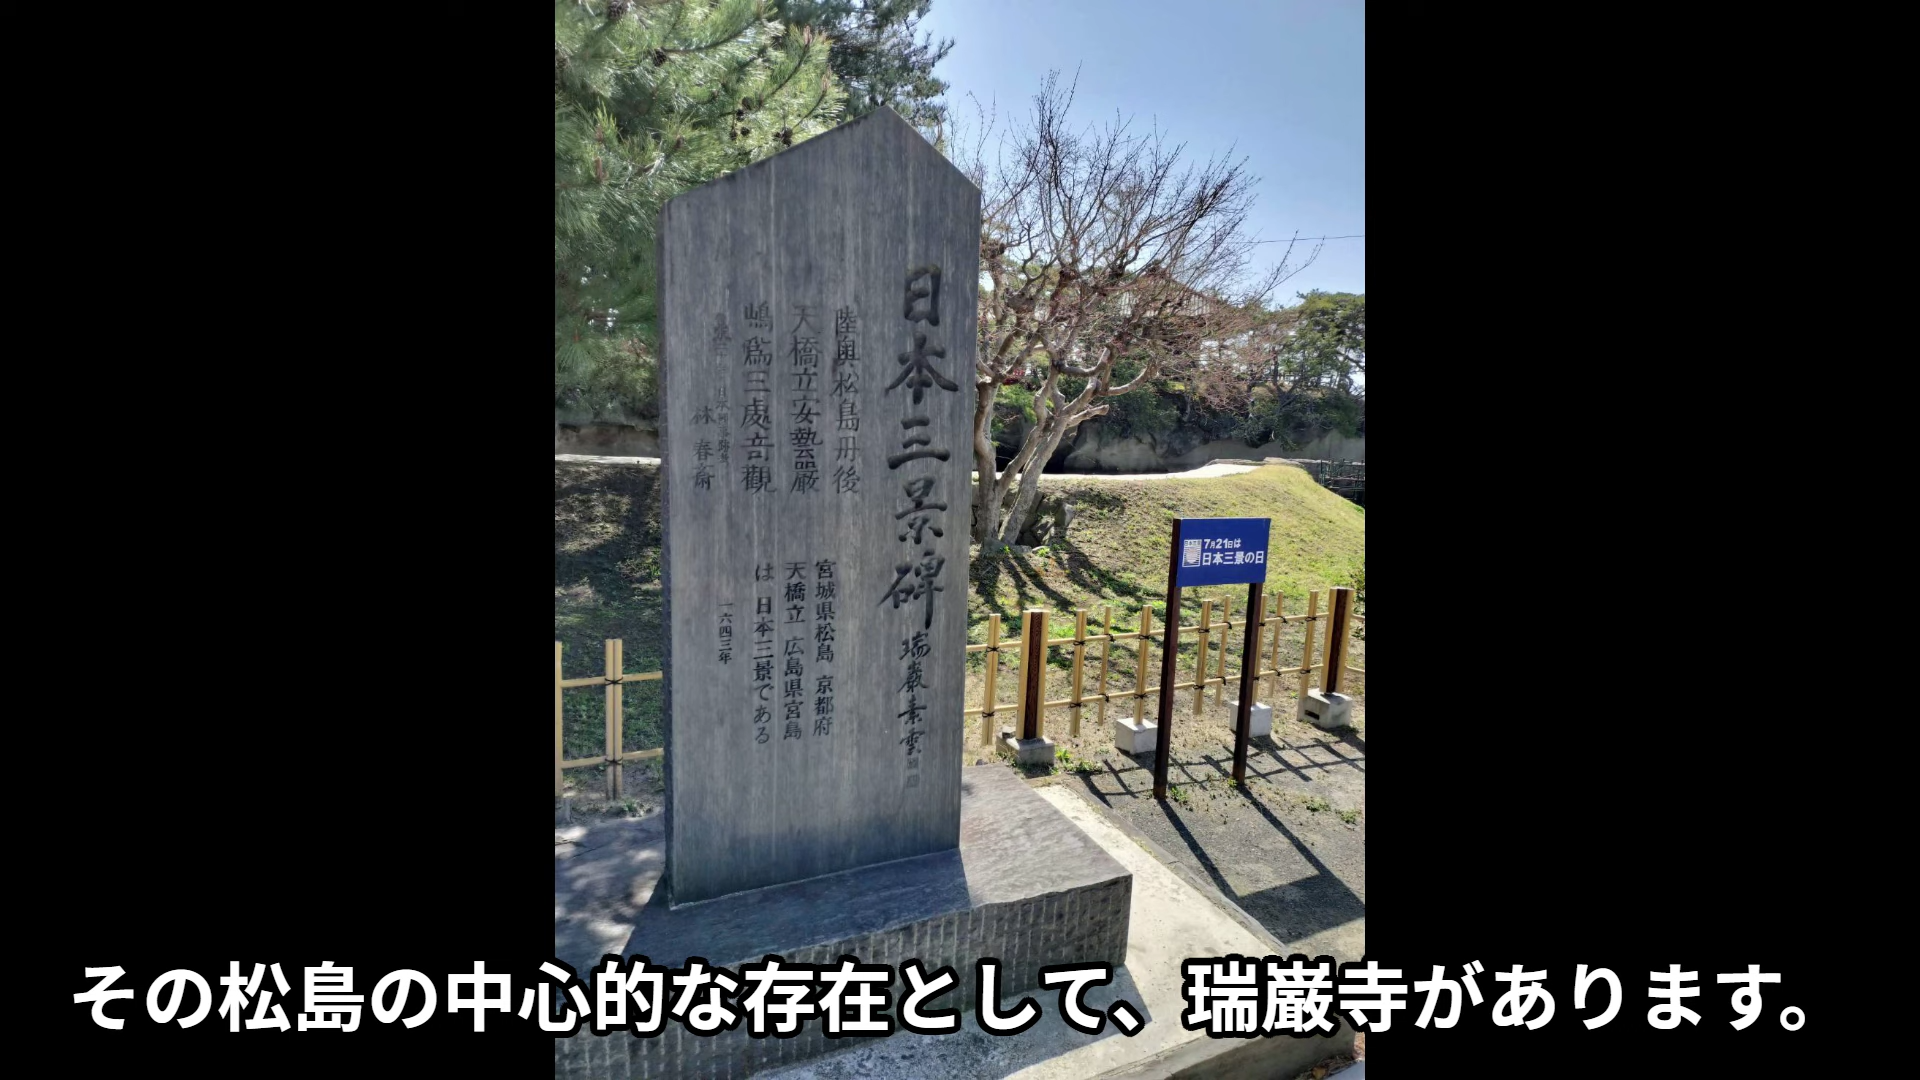 日本三景碑 瑞巌素雲
陸奥松島丹後
天橋立安藝嚴
嶋爲三處竒觀
林春斎
宮城県松島 京都府
天橋立 広島県宮島
は 日本三景である
一六四三年
7月21日は
日本三景の日
その松島の中心的な存在として、瑞巌寺があります。